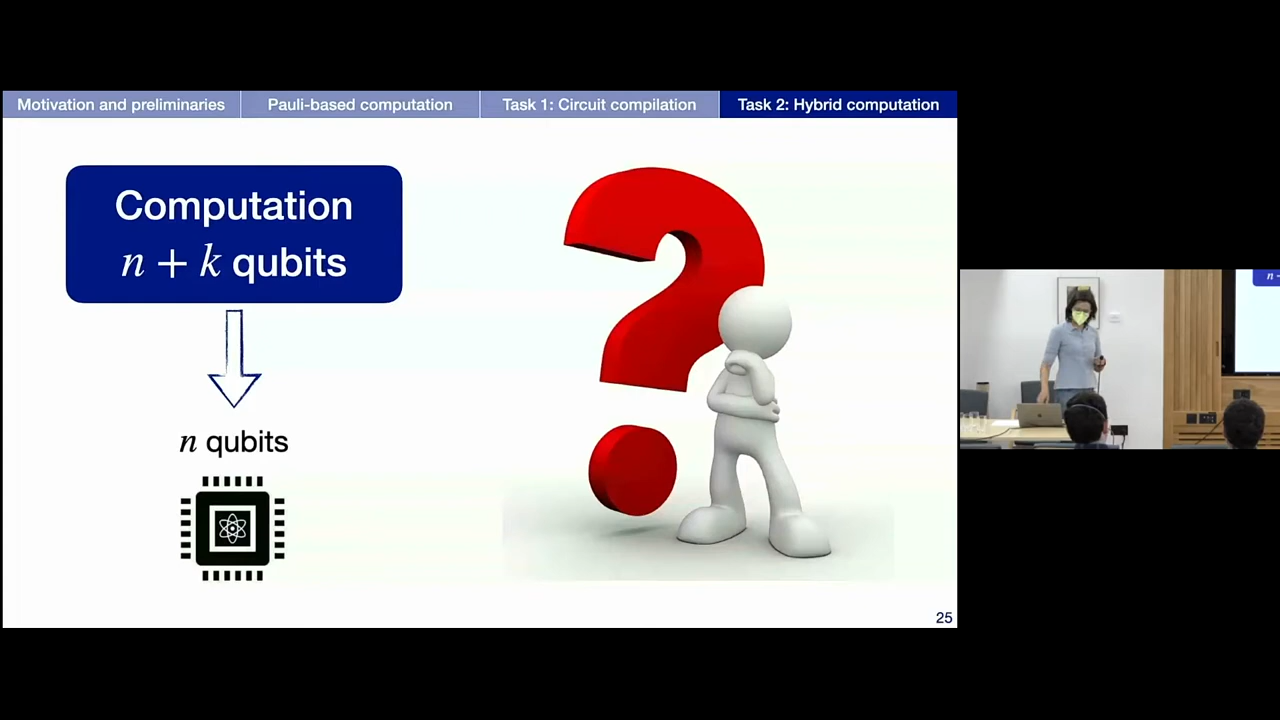 Motivation and preliminaries
Pauli-based computation
Task 1: Circuit compilation
Task 2: Hybrid computation
Computation
n + k qubits
n qubits
25
n -